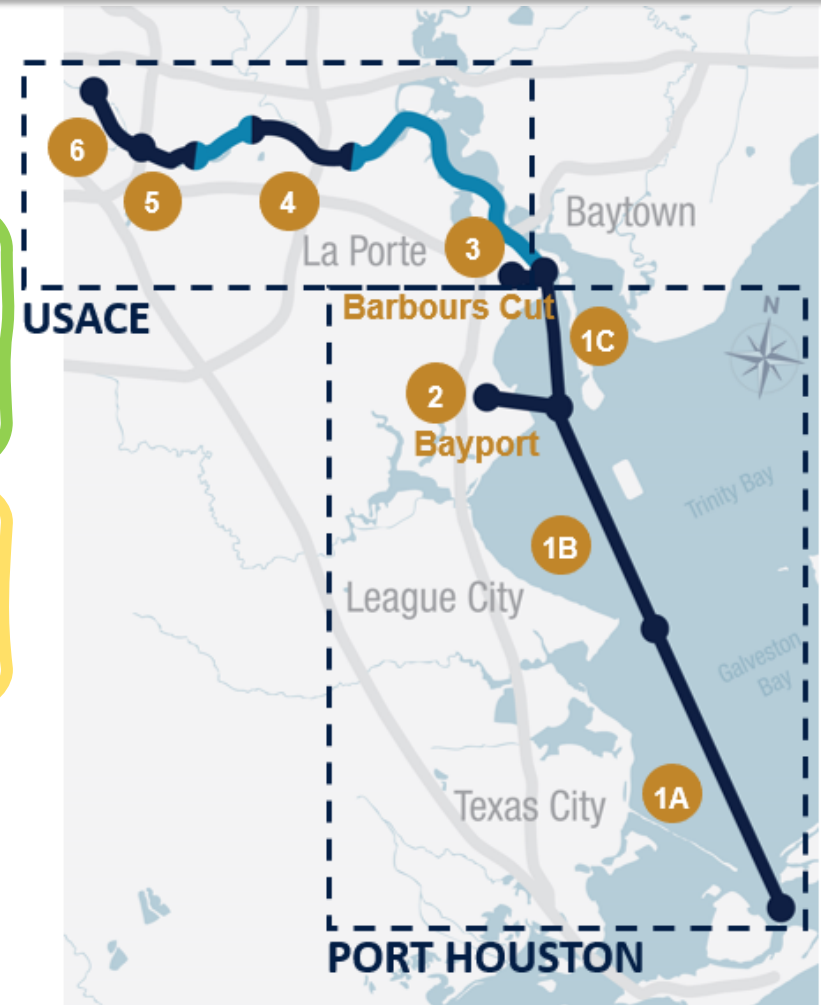 6
5
4
3
Baytown
La Porte
Barbours Cut
USACE
N
1C
2
Bayport
Trinity Bay
1B
League City
Galveston
Bay
1A
Texas City
PORT HOUSTON